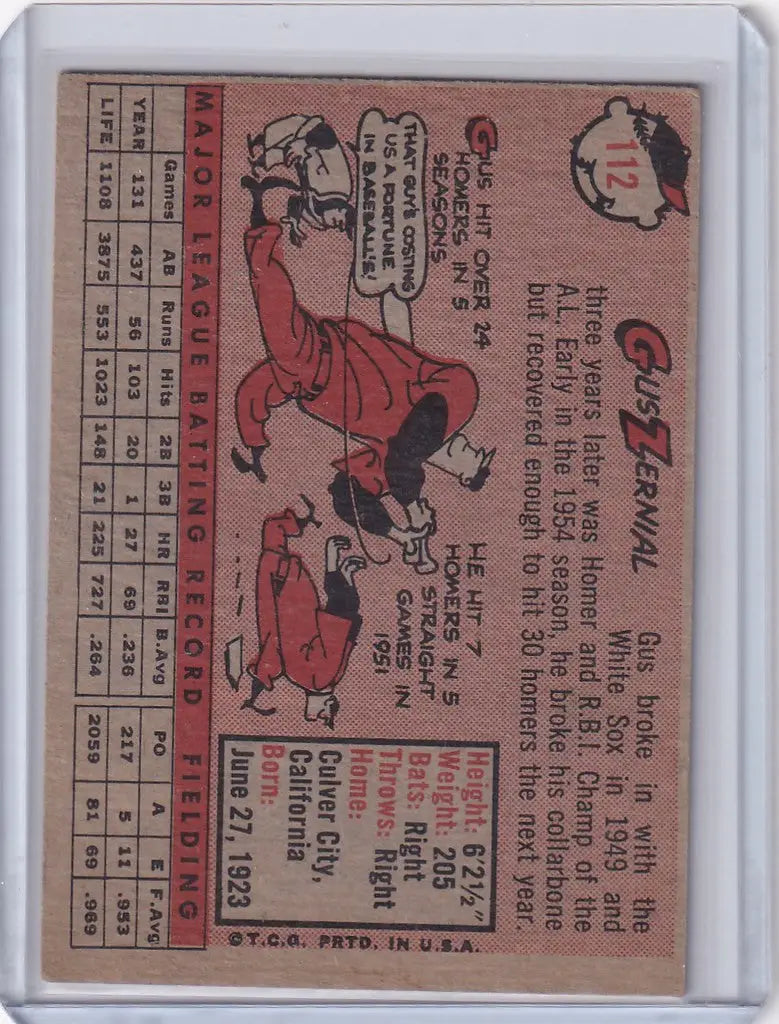 112
GUS ZERNIAL
Gus broke in with the
White Sox in 1949 and
three years later was Homer and R.B.I. Champ of the
A.L. Early in the 1954 season, he broke his collarbone
but recovered enough to hit 30 homers the next year.
GUS HIT OVER 24
HOMERS IN 5
SEASONS
THAT GUY'S COSTING
US A FORTUNE
IN BASEBALL'S!
HE HIT 7
HOMERS IN 5
STRAIGHT
GAMES IN
1951
Height: 6'2½"
Weight: 205
Bats: Right
Throws: Right
Home:
Culver City,
California
Born:
June 27, 1923
©T.C.G. PRTD. IN U.S.A.
MAJOR LEAGUE BATTING RECORD FIELDING
Games AB Runs Hits 2B 3B HR RBI B.Avg PO A E F.Avg
YEAR 131 437 56 103 20 1 27 69 .236 217 5 11 .953
LIFE 1108 3875 553 1023 148 21 225 727 .264 2059 81 69 .969